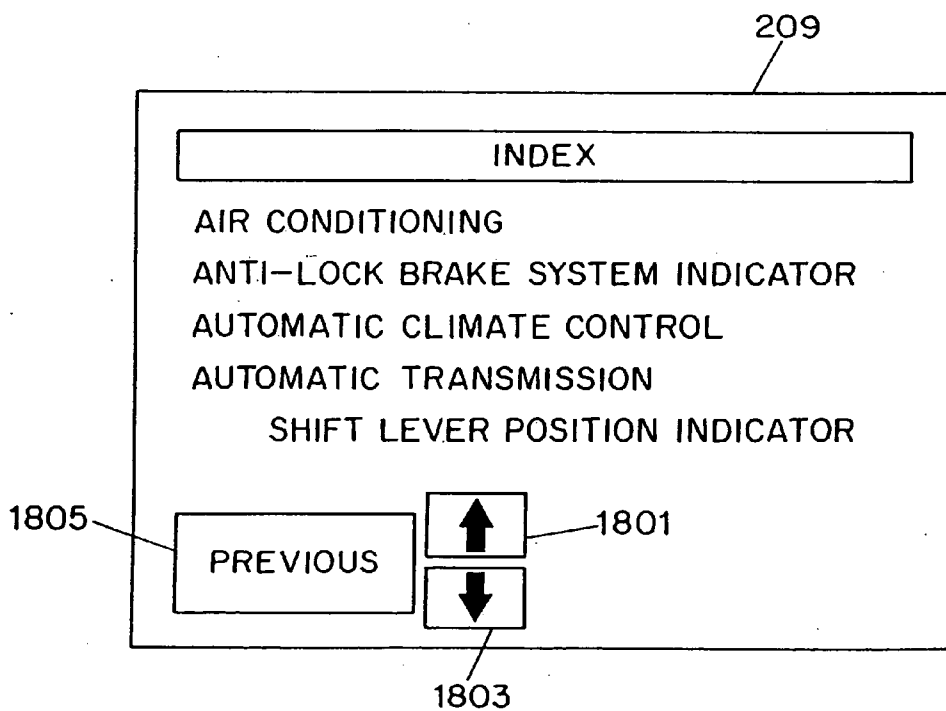 209
INDEX
AIR CONDITIONING
ANTI-LOCK BRAKE SYSTEM INDICATOR
AUTOMATIC CLIMATE CONTROL
AUTOMATIC TRANSMISSION
SHIFT LEVER POSITION INDICATOR
1805
PREVIOUS
1801
1803